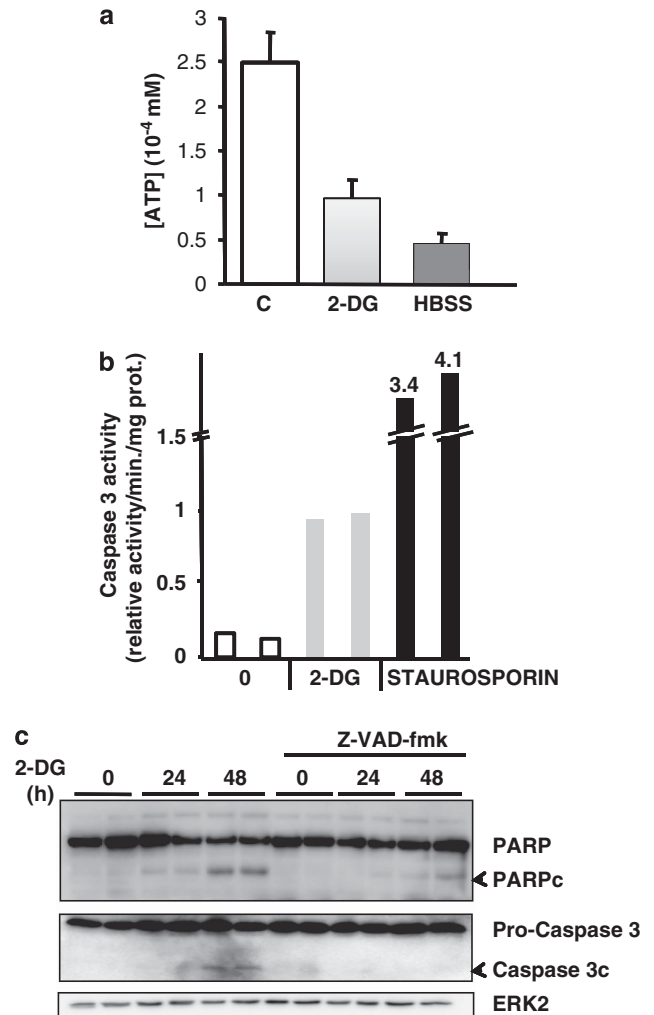 a
[ATP] (10⁻⁴ mM)
3
2.5
2
1.5
1
0.5
0
C 2-DG HBSS
b
Caspase 3 activity
(relative activity/min./mg prot.)
1.5
1
0.5
0
3.4
4.1
0 2-DG STAUROSPORIN
c
Z-VAD-fmk
2-DG
(h)
0 24 48 0 24 48
PARP
PARPc
Pro-Caspase 3
Caspase 3c
ERK2